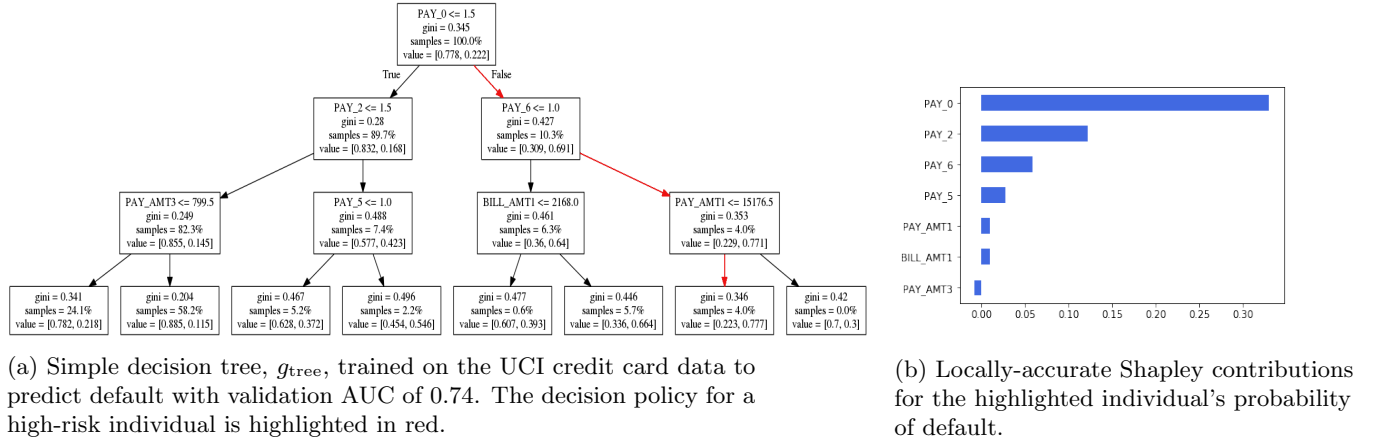 PAY_0 <= 1.5
gini = 0.345
samples = 100.0%
value = [0.778, 0.222]
True
False
PAY_2 <= 1.5
gini = 0.28
samples = 89.7%
value = [0.832, 0.168]
PAY_6 <= 1.0
gini = 0.427
samples = 10.3%
value = [0.309, 0.691]
PAY_AMT3 <= 799.5
gini = 0.249
samples = 82.3%
value = [0.855, 0.145]
PAY_5 <= 1.0
gini = 0.488
samples = 7.4%
value = [0.577, 0.423]
BILL_AMT1 <= 2168.0
gini = 0.461
samples = 6.3%
value = [0.36, 0.64]
PAY_AMT1 <= 15176.5
gini = 0.353
samples = 4.0%
value = [0.229, 0.771]
gini = 0.341
samples = 24.1%
value = [0.782, 0.218]
gini = 0.204
samples = 58.2%
value = [0.885, 0.115]
gini = 0.467
samples = 5.2%
value = [0.628, 0.372]
gini = 0.496
samples = 2.2%
value = [0.454, 0.546]
gini = 0.477
samples = 0.6%
value = [0.607, 0.393]
gini = 0.446
samples = 5.7%
value = [0.336, 0.664]
gini = 0.346
samples = 4.0%
value = [0.223, 0.777]
gini = 0.42
samples = 0.0%
value = [0.7, 0.3]
(a) Simple decision tree, g_tree, trained on the UCI credit card data to
predict default with validation AUC of 0.74. The decision policy for a
high-risk individual is highlighted in red.
PAY_0
PAY_2
PAY_6
PAY_5
PAY_AMT1
BILL_AMT1
PAY_AMT3
0.00 0.05 0.10 0.15 0.20 0.25 0.30
(b) Locally-accurate Shapley contributions
for the highlighted individual's probability
of default.